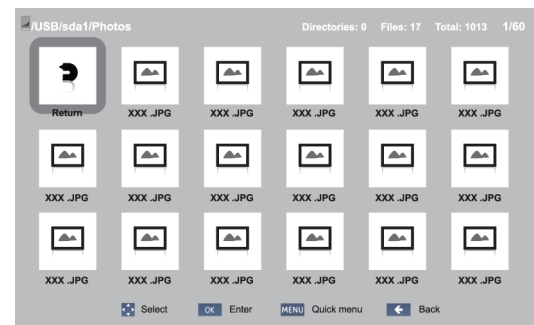 /USB/sda1/Photos Directories: 0 Files: 17 Total: 1013 1/60
Return XXX .JPG XXX .JPG XXX .JPG XXX .JPG XXX .JPG
XXX .JPG XXX .JPG XXX .JPG XXX .JPG XXX .JPG XXX .JPG
XXX .JPG XXX .JPG XXX .JPG XXX .JPG XXX .JPG XXX .JPG
Select OK Enter MENU Quick menu Back